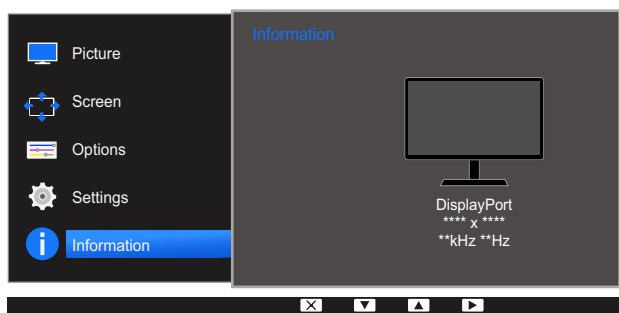 Information
Picture
Screen
Options
Settings
Information
DisplayPort
**** x ****
**kHz **Hz